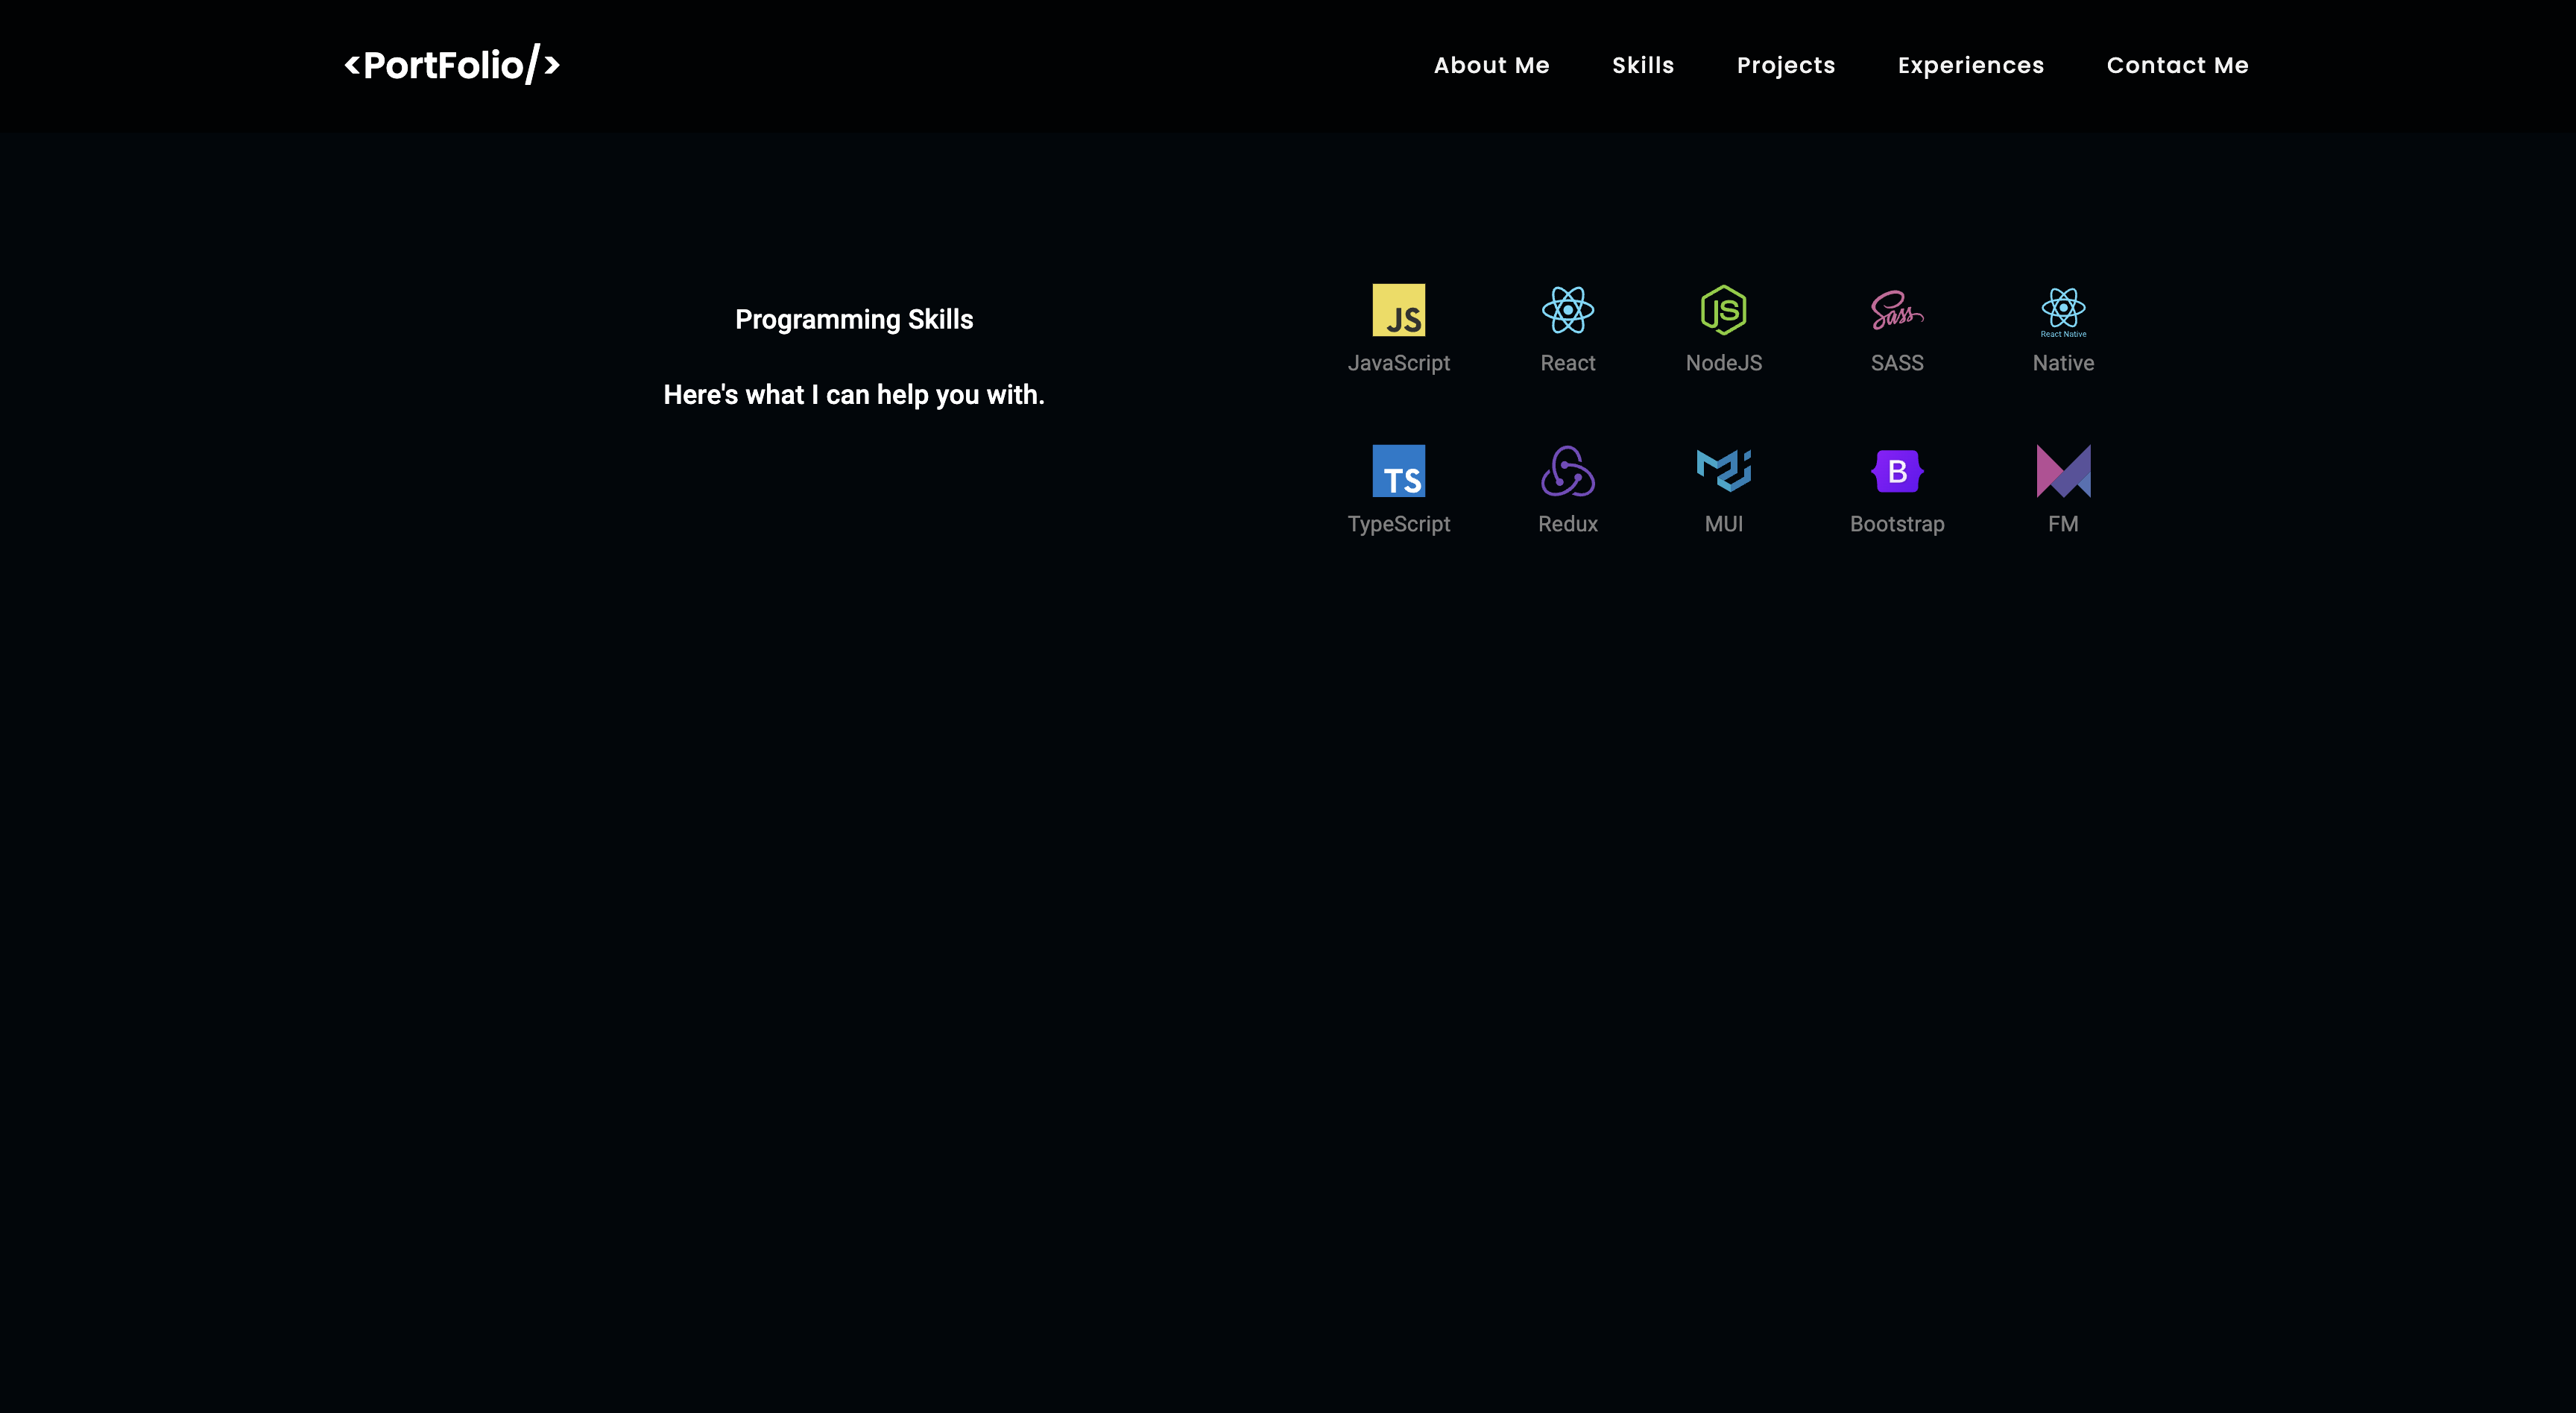 <PortFolio/>
About Me Skills Projects Experiences Contact Me
Programming Skills
Here's what I can help you with.
JS JS Sass React Native
JavaScript React NodeJS SASS Native
TS B
TypeScript Redux MUI Bootstrap FM